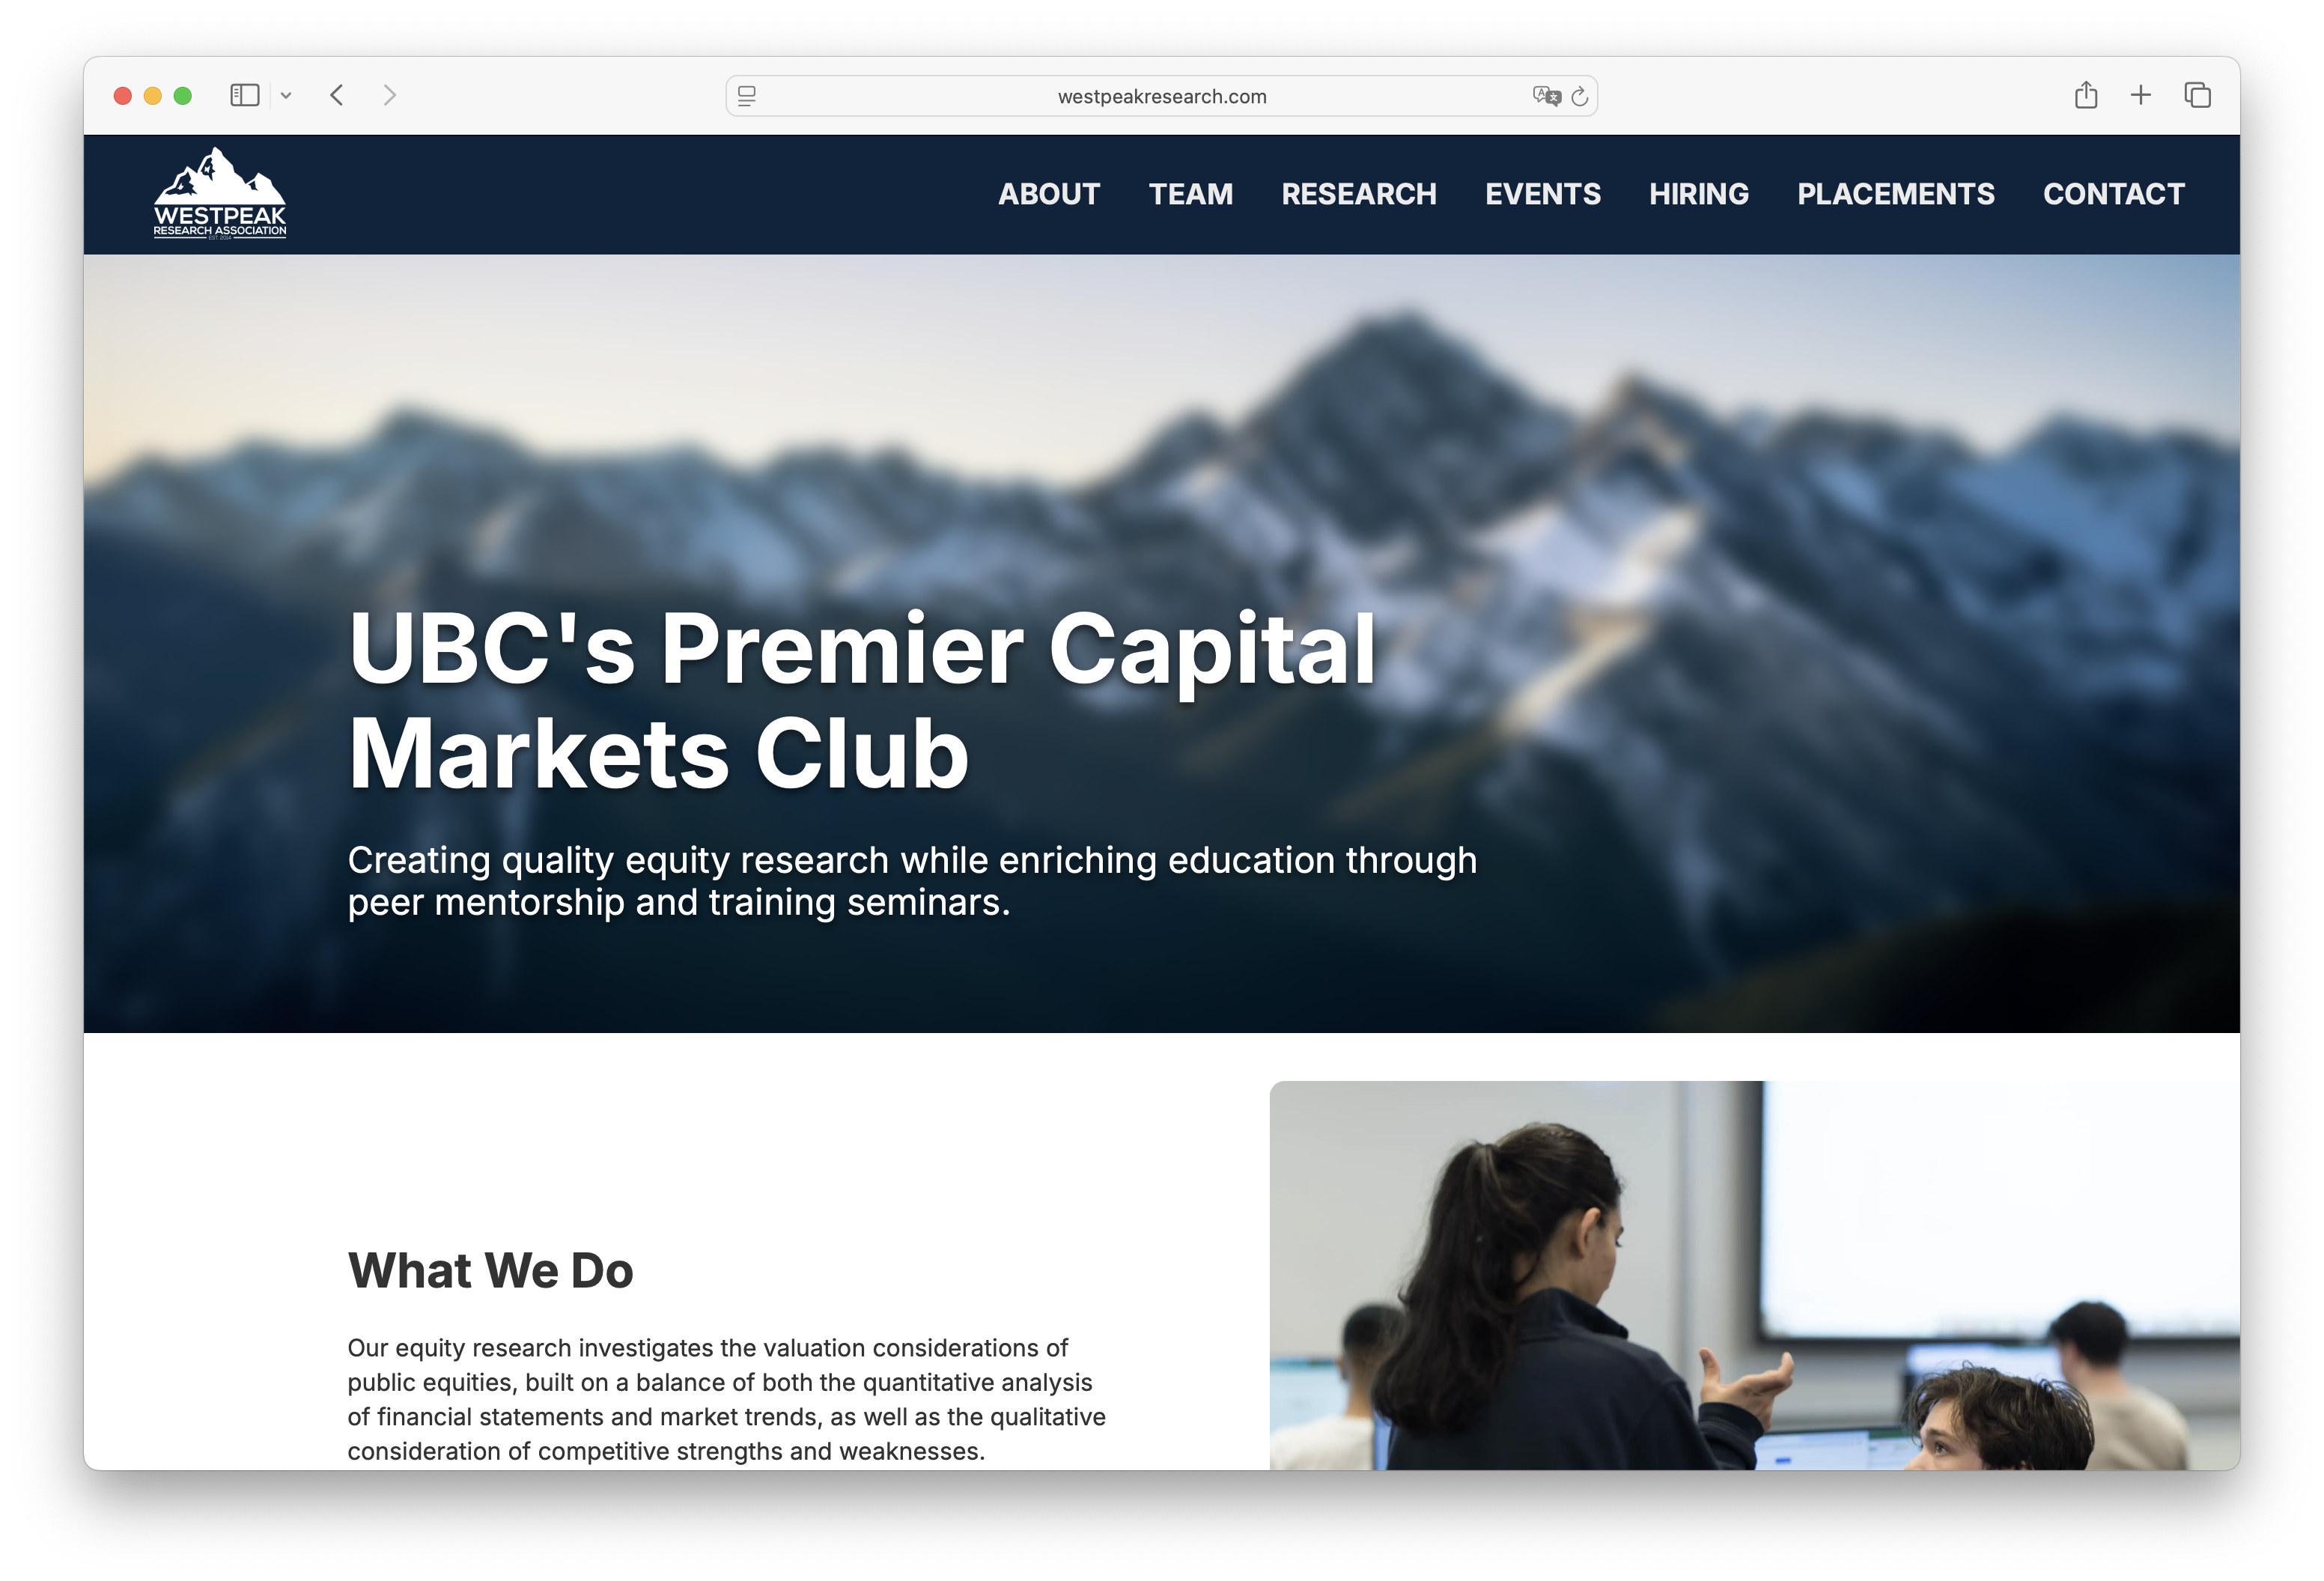 westpeakresearch.com
WESTPEAK
RESEARCH ASSOCIATION
EST. 2014
ABOUT TEAM RESEARCH EVENTS HIRING PLACEMENTS CONTACT
UBC's Premier Capital
Markets Club
Creating quality equity research while enriching education through
peer mentorship and training seminars.
What We Do
Our equity research investigates the valuation considerations of
public equities, built on a balance of both the quantitative analysis
of financial statements and market trends, as well as the qualitative
consideration of competitive strengths and weaknesses.